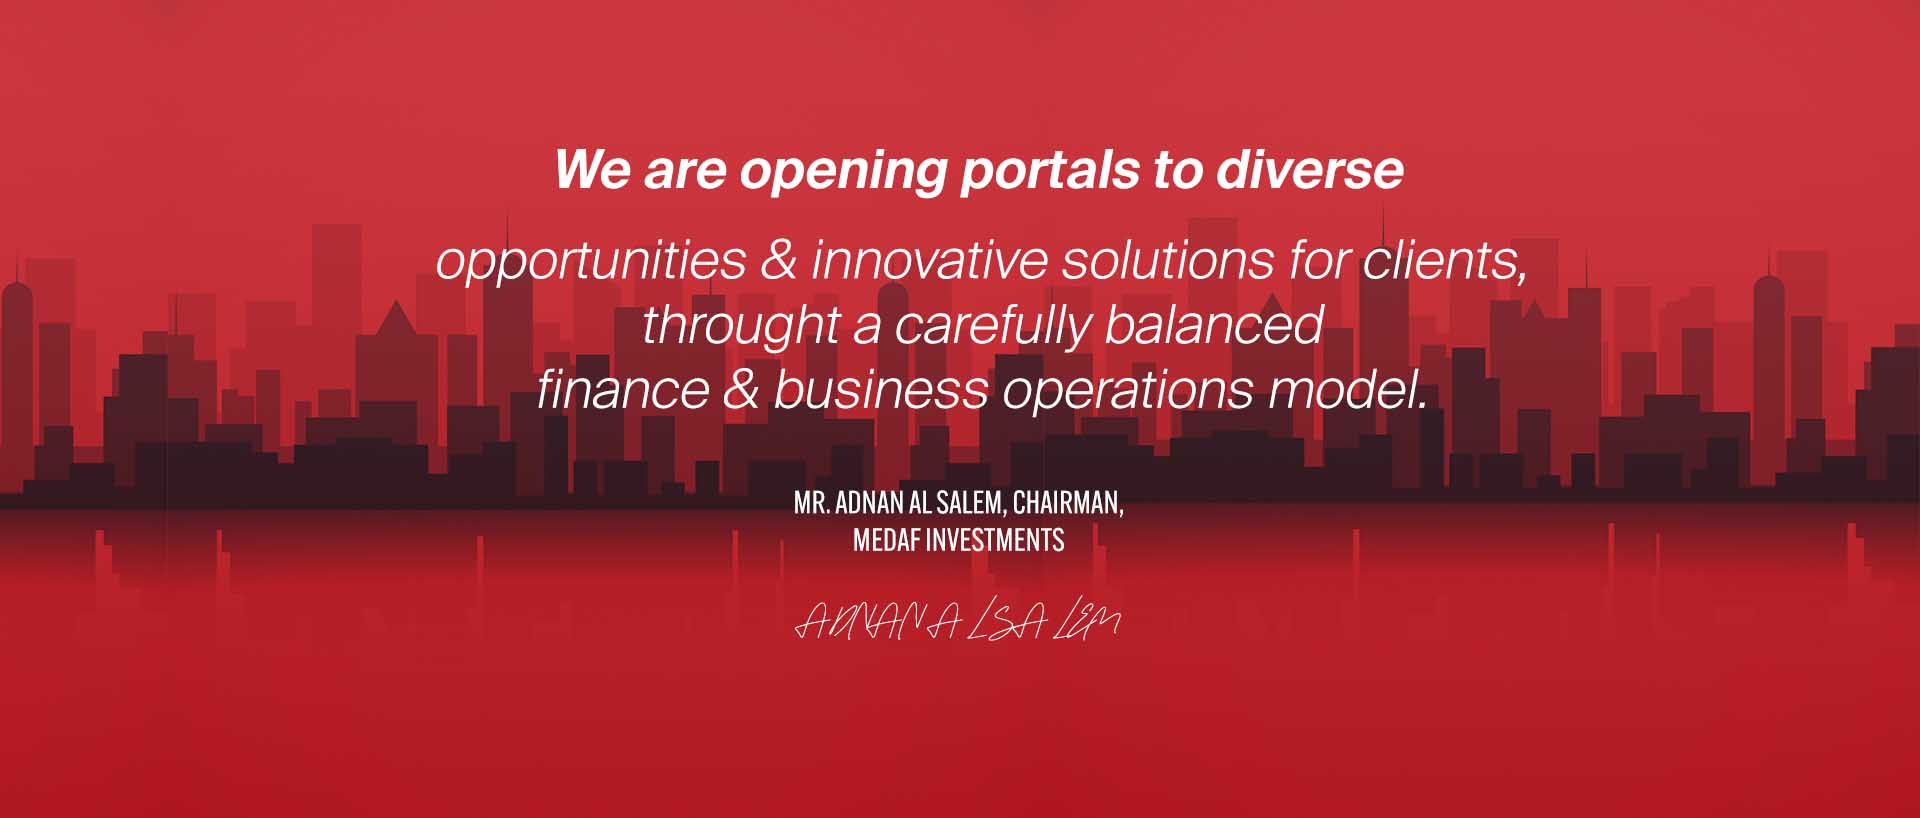 We are opening portals to diverse
opportunities & innovative solutions for clients,
throught a carefully balanced
finance & business operations model.
MR. ADNAN AL SALEM, CHAIRMAN,
MEDAF INVESTMENTS
ADNAN ALSALEM